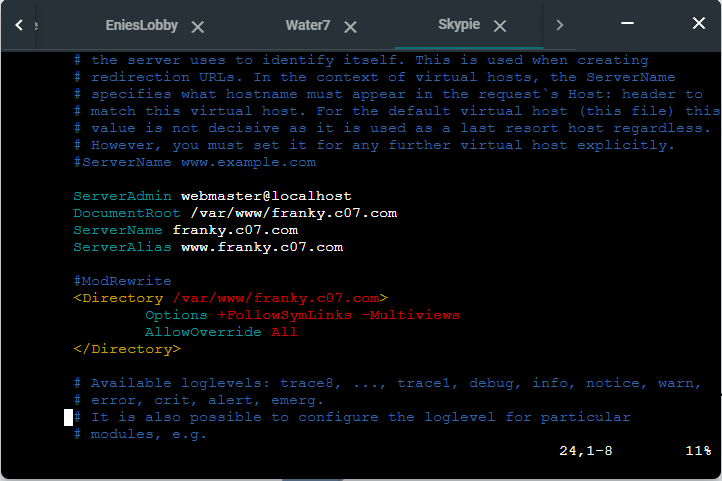 EniesLobby Water7 Skypie
# the server uses to identify itself. This is used when creating
# redirection URLs. In the context of virtual hosts, the ServerName
# specifies what hostname must appear in the request`s Host: header to
# match this virtual host. For the default virtual host (this file) this
# value is not decisive as it is used as a last resort host regardless.
# However, you must set it for any further virtual host explicitly.
#ServerName www.example.com
ServerAdmin webmaster@localhost
DocumentRoot /var/www/franky.c07.com
ServerName franky.c07.com
ServerAlias www.franky.c07.com
#ModRewrite
<Directory /var/www/franky.c07.com>
Options +FollowSymLinks -Multiviews
AllowOverride All
</Directory>
# Available loglevels: trace8, ..., trace1, debug, info, notice, warn,
# error, crit, alert, emerg.
# It is also possible to configure the loglevel for particular
# modules, e.g.
24,1-8 11%